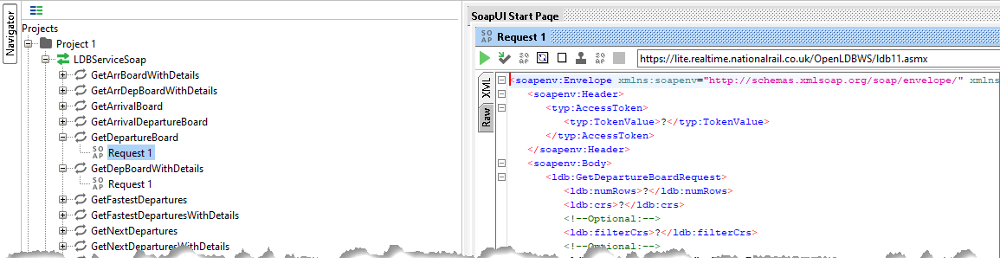 Navigator
Projects
Project 1
LDBServiceSoap
GetArrBoardWithDetails
GetArrDepBoardWithDetails
GetArrivalBoard
GetArrivalDepartureBoard
GetDepartureBoard
SO AP Request 1
GetDepBoardWithDetails
SO AP Request 1
GetFastestDepartures
GetFastestDeparturesWithDetails
GetNextDepartures
GetNextDeparturesWithDetails
SoapUI Start Page
SO AP Request 1
SO AP SO AP https://lite.realtime.nationalrail.co.uk/OpenLDBWS/ldb11.asmx
XML
Raw
<soapenv:Envelope xmlns:soapenv="http://schemas.xmlsoap.org/soap/envelope/" xmlns
<soapenv:Header>
<typ:AccessToken>
<typ:TokenValue>?</typ:TokenValue>
</typ:AccessToken>
</soapenv:Header>
<soapenv:Body>
<ldb:GetDepartureBoardRequest>
<ldb:numRows>?</ldb:numRows>
<ldb:crs>?</ldb:crs>
<!--Optional:-->
<ldb:filterCrs>?</ldb:filterCrs>
<!--Optional:-->